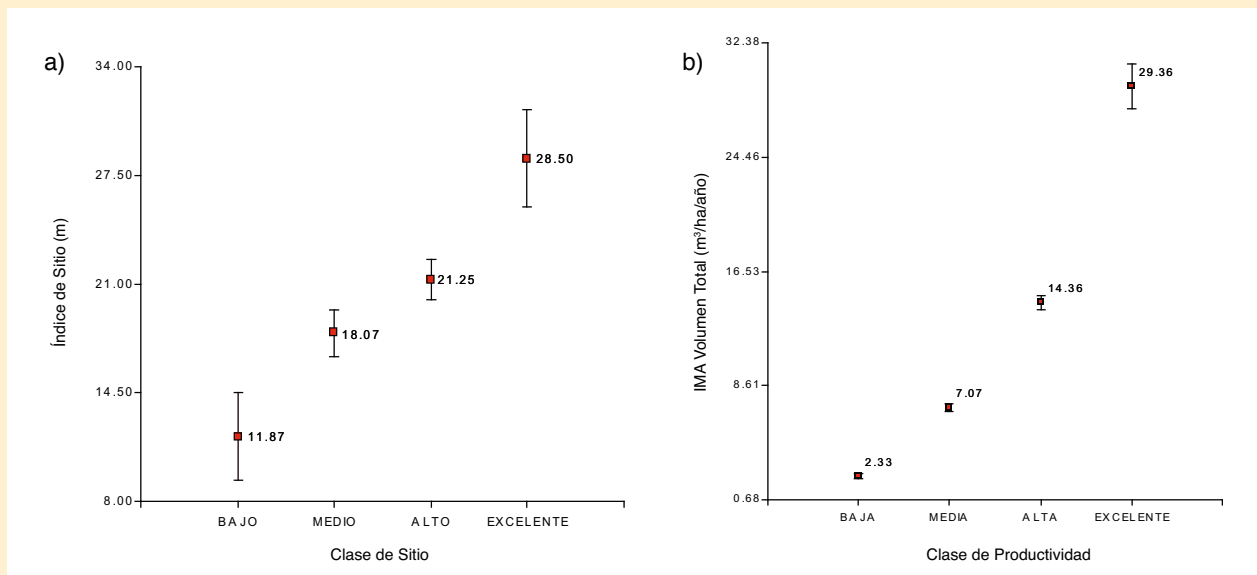 a)
34.00
27.50
21.00
14.50
8.00
Índice de Sitio (m)
28.50
21.25
18.07
11.87
BAJO MEDIO ALTO EXCELENTE
Clase de Sitio
b)
32.38
24.46
16.53
8.61
0.68
IMA Volumen Total (m³/ha/año)
29.36
14.36
7.07
2.33
BAJA MEDIA ALTA EXCELENTE
Clase de Productividad